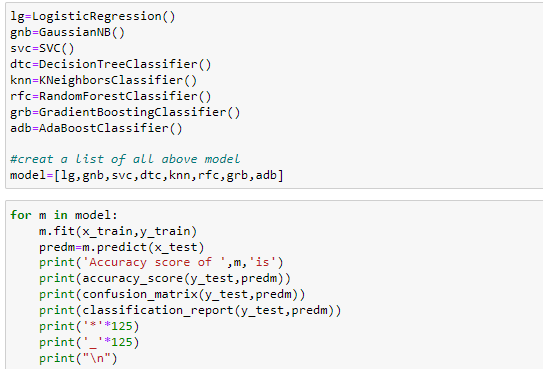 lg=LogisticRegression()
gnb=GaussianNB()
svc=SVC()
dtc=DecisionTreeClassifier()
knn=KNeighborsClassifier()
rfc=RandomForestClassifier()
grb=GradientBoostingClassifier()
adb=AdaBoostClassifier()
#creat a list of all above model
model=[lg,gnb,svc,dtc,knn,rfc,grb,adb]
for m in model:
    m.fit(x_train,y_train)
    predm=m.predict(x_test)
    print('Accuracy score of ',m,'is')
    print(accuracy_score(y_test,predm))
    print(confusion_matrix(y_test,predm))
    print(classification_report(y_test,predm))
    print('*'*125)
    print('_'*125)
    print("\n")